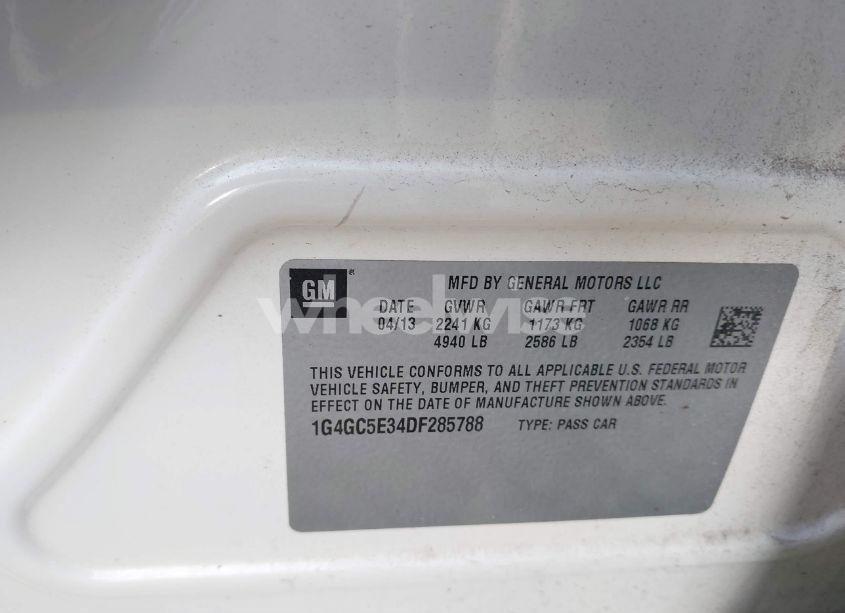 GM
MFD BY GENERAL MOTORS LLC
DATE GVWR GAWR FRT GAWR RR
04/13 2241 KG 1173 KG 1068 KG
4940 LB 2586 LB 2354 LB
THIS VEHICLE CONFORMS TO ALL APPLICABLE U.S. FEDERAL MOTOR
VEHICLE SAFETY, BUMPER, AND THEFT PREVENTION STANDARDS IN
EFFECT ON THE DATE OF MANUFACTURE SHOWN ABOVE.
1G4GC5E34DF285788 TYPE: PASS CAR